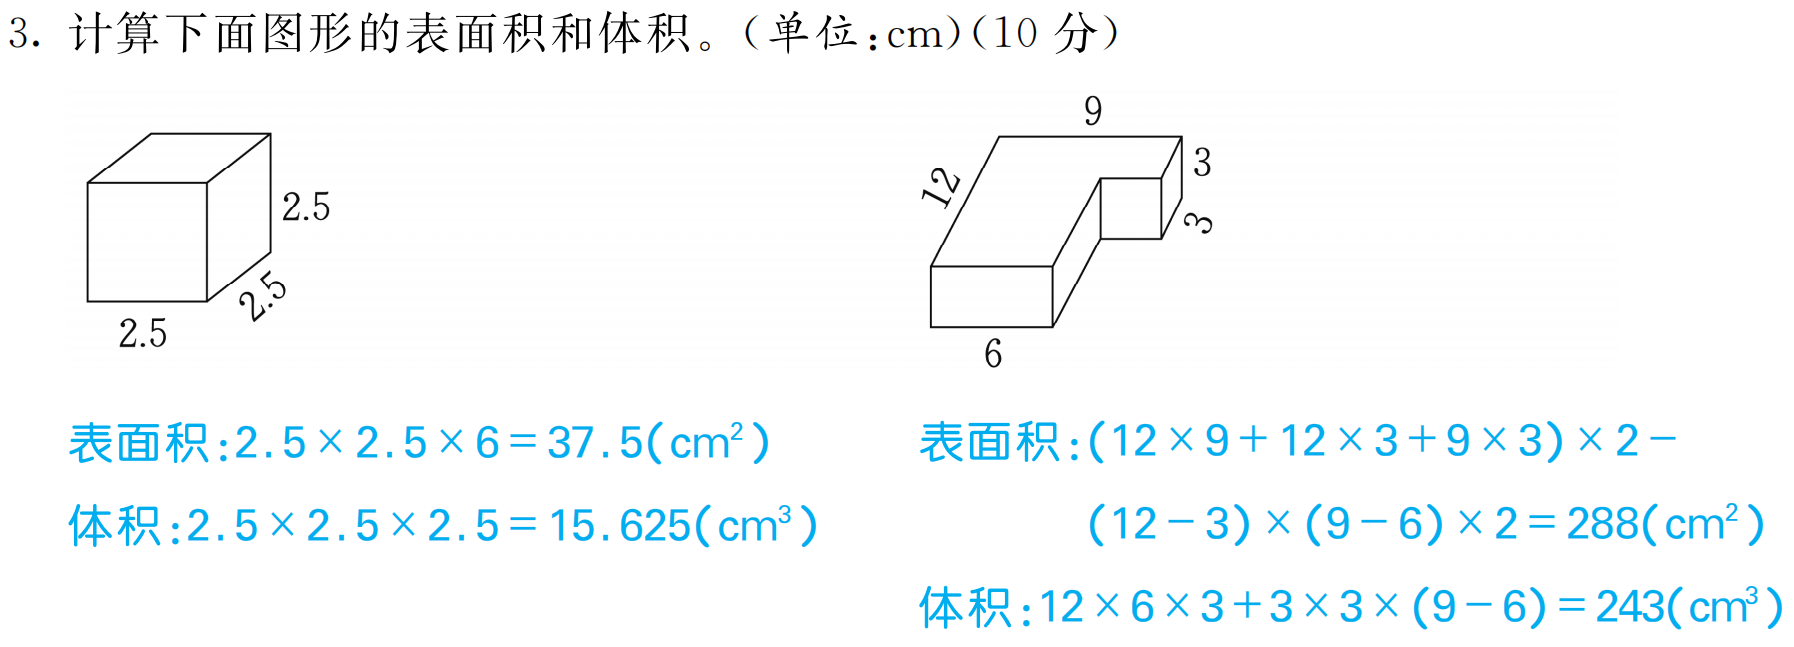 3. 计算下面图形的表面积和体积。(单位:cm)(10 分)
2.5
2.5
2.5
9
12
3
3
6
表面积:2.5×2.5×6=37.5(cm²)
体积:2.5×2.5×2.5=15.625(cm³)
表面积:(12×9+12×3+9×3)×2-
(12-3)×(9-6)×2=288(cm²)
体积:12×6×3+3×3×(9-6)=243(cm³)